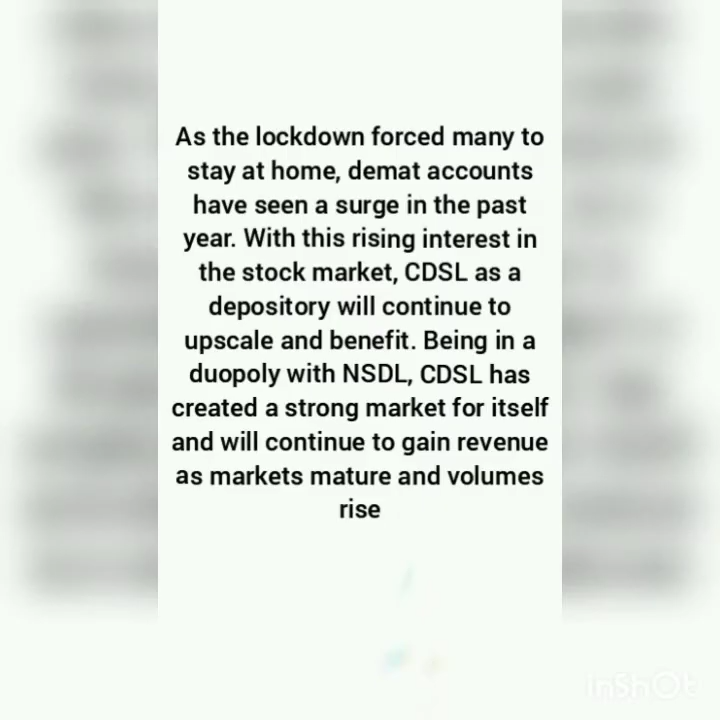 As the lockdown forced many to
stay at home, demat accounts
have seen a surge in the past
year. With this rising interest in
the stock market, CDSL as a
depository will continue to
upscale and benefit. Being in a
duopoly with NSDL, CDSL has
created a strong market for itself
and will continue to gain revenue
as markets mature and volumes
rise
InShOt